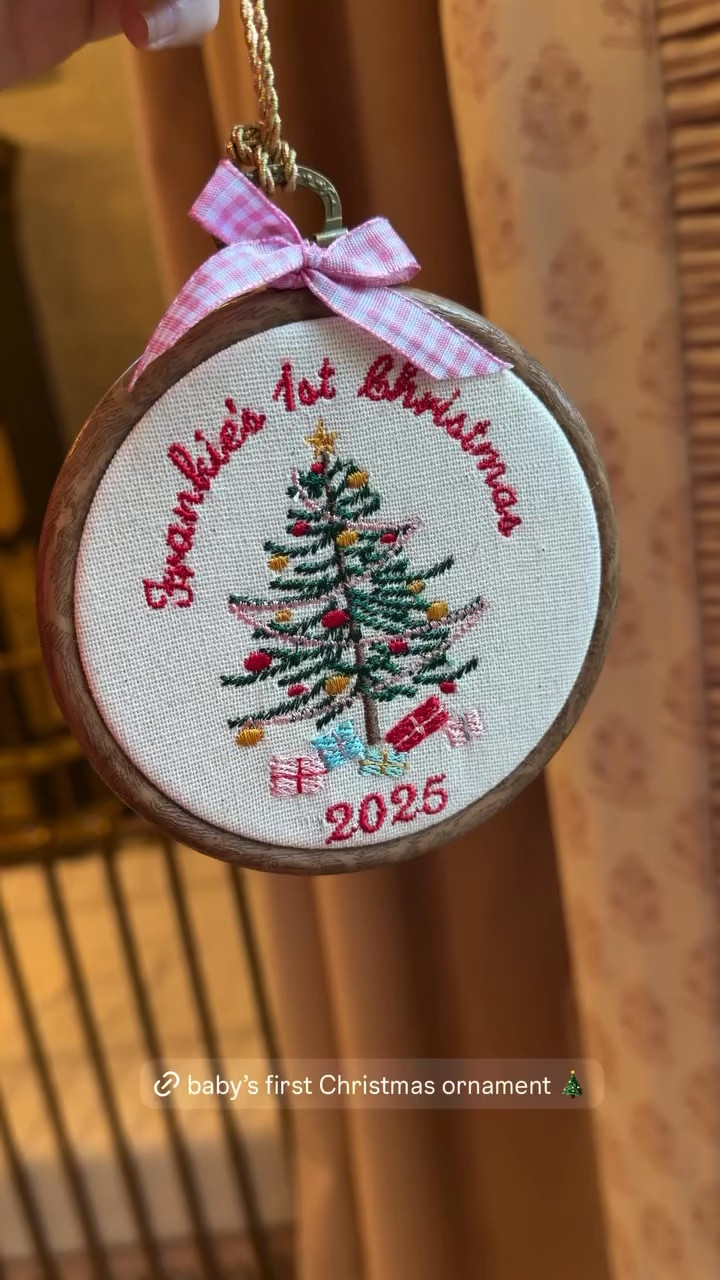 Frankie's 1st Christmas
2025
baby's first Christmas ornament 🎄